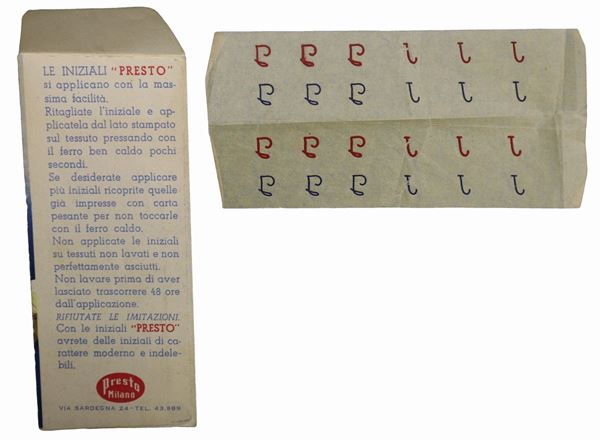 LE INIZIALI "PRESTO"
si applicano con la mas-
sima facilità.
Ritagliate l'iniziale e ap-
plicatela dal lato stampato
sul tessuto pressando con
il ferro ben caldo pochi
secondi.
Se desiderate applicare
più iniziali ricoprite quelle
già impresse con carta
pesante per non toccarle
con il ferro caldo.
Non applicate le iniziali
su tessuti non lavati e non
perfettamente asciutti.
Non lavare prima di aver
lasciato trascorrere 48 ore
dall'applicazione.
RIFIUTATE LE IMITAZIONI.
Con le iniziali "PRESTO"
avrete delle iniziali di ca-
rattere moderno e indele-
bili.
Presto
Milano
VIA SARDEGNA 24 - TEL. 43.889